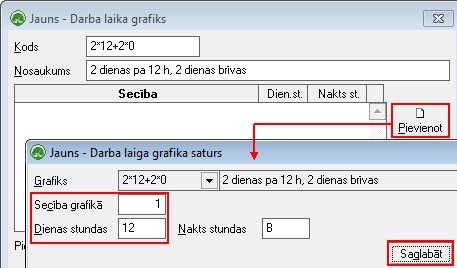 Jauns - Darba laika grafiks
Kods 2*12+2*0
Nosaukums 2 dienas pa 12 h, 2 dienas brīvas
Secība Dien.st. Nakts st.
Pievienot
Jauns - Darba laiga grafika saturs
Grafiks 2*12+2*0 2 dienas pa 12 h, 2 dienas brīvas
Secība grafikā 1
Dienas stundas 12 Nakts stundas B
Pie
Saglabāt